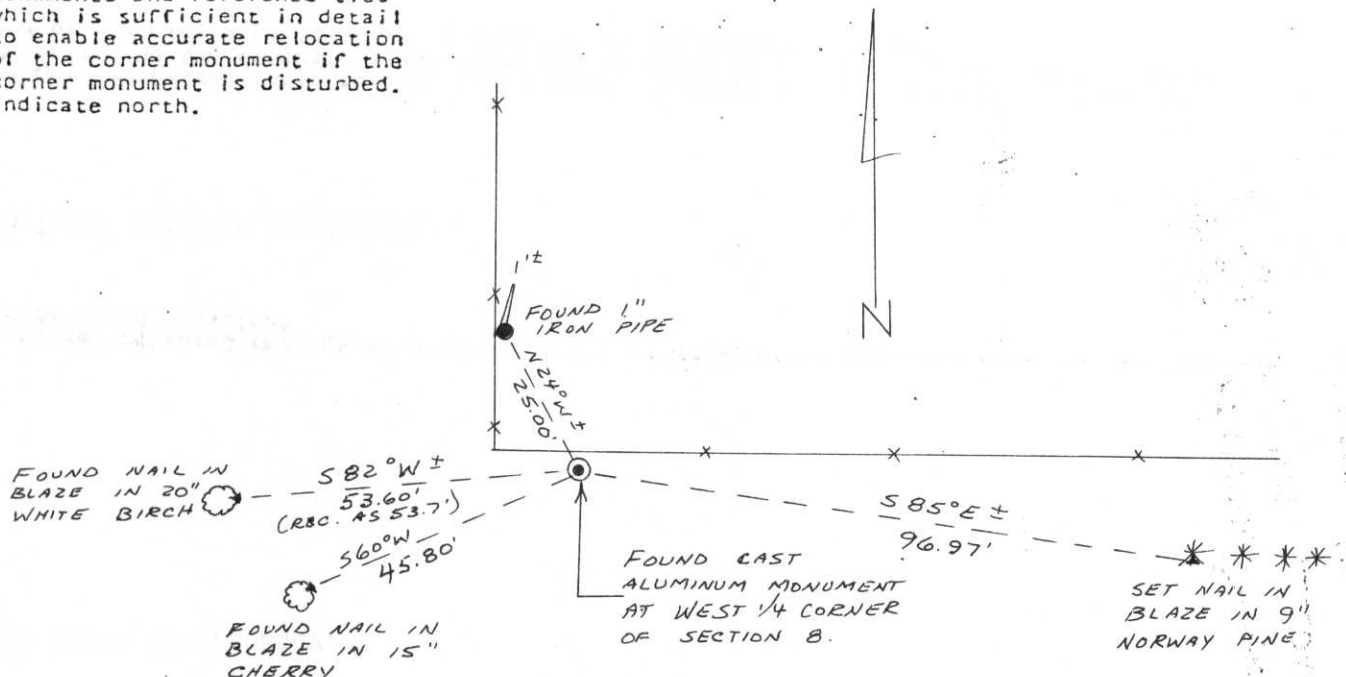 which is sufficient in detail
to enable accurate relocation
of the corner monument if the
corner monument is disturbed.
Indicate north.
1'±
FOUND 1"
IRON PIPE
N
N24°W±
25.00'
FOUND NAIL IN
BLAZE IN 20"
WHITE BIRCH
S 82°W ±
53.60'
(REC. AS 53.7')
S60°W
45.80'
FOUND NAIL IN
BLAZE IN 15"
CHERRY
FOUND CAST
ALUMINUM MONUMENT
AT WEST 1/4 CORNER
OF SECTION 8.
S 85°E ±
96.97'
SET NAIL IN
BLAZE IN 9"
NORWAY PINE